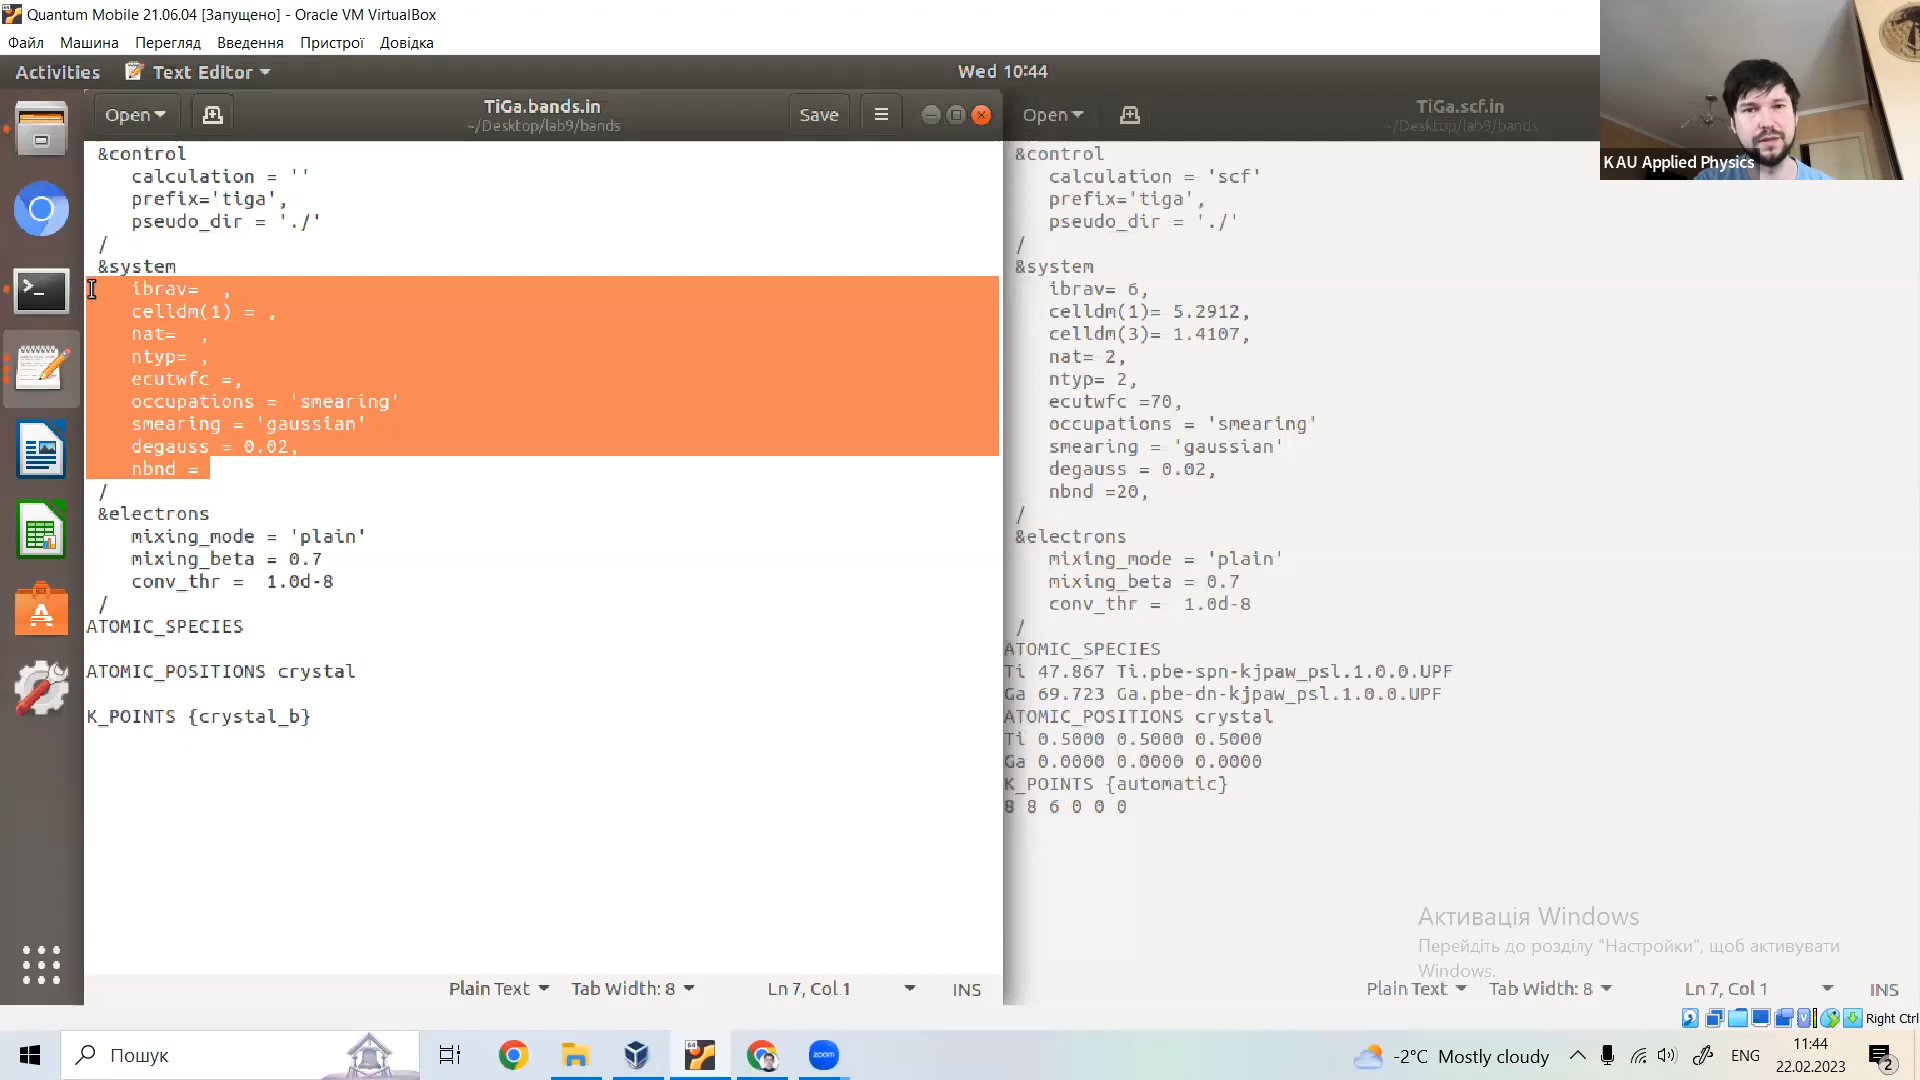 Quantum Mobile 21.06.04 [Запущено] - Oracle VM VirtualBox
Файл Машина Перегляд Введення Пристрої Довідка
Activities Text Editor Wed 10:44
Open TiGa.bands.in Save
~/Desktop/lab9/bands
&control
calculation = ''
prefix='tiga',
pseudo_dir = './'
/
&system
ibrav= ,
celldm(1) = ,
nat= ,
ntyp= ,
ecutwfc =,
occupations = 'smearing'
smearing = 'gaussian'
degauss = 0.02,
nbnd =
/
&electrons
mixing_mode = 'plain'
mixing_beta = 0.7
conv_thr = 1.0d-8
/
ATOMIC_SPECIES
ATOMIC_POSITIONS crystal
K_POINTS {crystal_b}
Plain Text Tab Width: 8 Ln 7, Col 1 INS
Open TiGa.scf.in
~/Desktop/lab9/bands
&control
calculation = 'scf'
prefix='tiga',
pseudo_dir = './'
/
&system
ibrav= 6,
celldm(1)= 5.2912,
celldm(3)= 1.4107,
nat= 2,
ntyp= 2,
ecutwfc =70,
occupations = 'smearing'
smearing = 'gaussian'
degauss = 0.02,
nbnd =20,
/
&electrons
mixing_mode = 'plain'
mixing_beta = 0.7
conv_thr = 1.0d-8
/
ATOMIC_SPECIES
Ti 47.867 Ti.pbe-spn-kjpaw_psl.1.0.0.UPF
Ga 69.723 Ga.pbe-dn-kjpaw_psl.1.0.0.UPF
ATOMIC_POSITIONS crystal
Ti 0.5000 0.5000 0.5000
Ga 0.0000 0.0000 0.0000
K_POINTS {automatic}
8 8 6 0 0 0
Plain Text Tab Width: 8 Ln 7, Col 1 INS
K AU Applied Physics
Активація Windows
Перейдіть до розділу "Настройки", щоб активувати
Windows.
Right Ctrl
Пошук
zoom
-2°C Mostly cloudy
ENG
11:44
22.02.2023
2